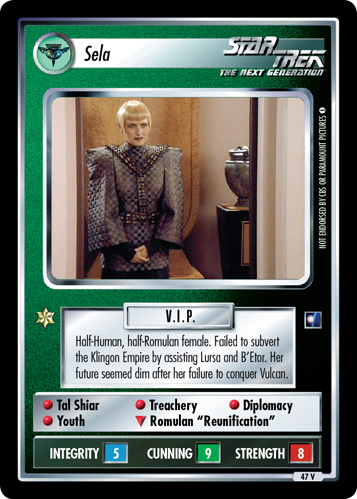 Sela
STAR TREK
THE NEXT GENERATION
NOT ENDORSED BY CBS OR PARAMOUNT PICTURES
V.I.P.
Half-Human, half-Romulan female. Failed to subvert
the Klingon Empire by assisting Lursa and B'Etor. Her
future seemed dim after her failure to conquer Vulcan.
Tal Shiar Treachery Diplomacy
Youth Romulan "Reunification"
INTEGRITY 5 CUNNING 9 STRENGTH 8
47 V